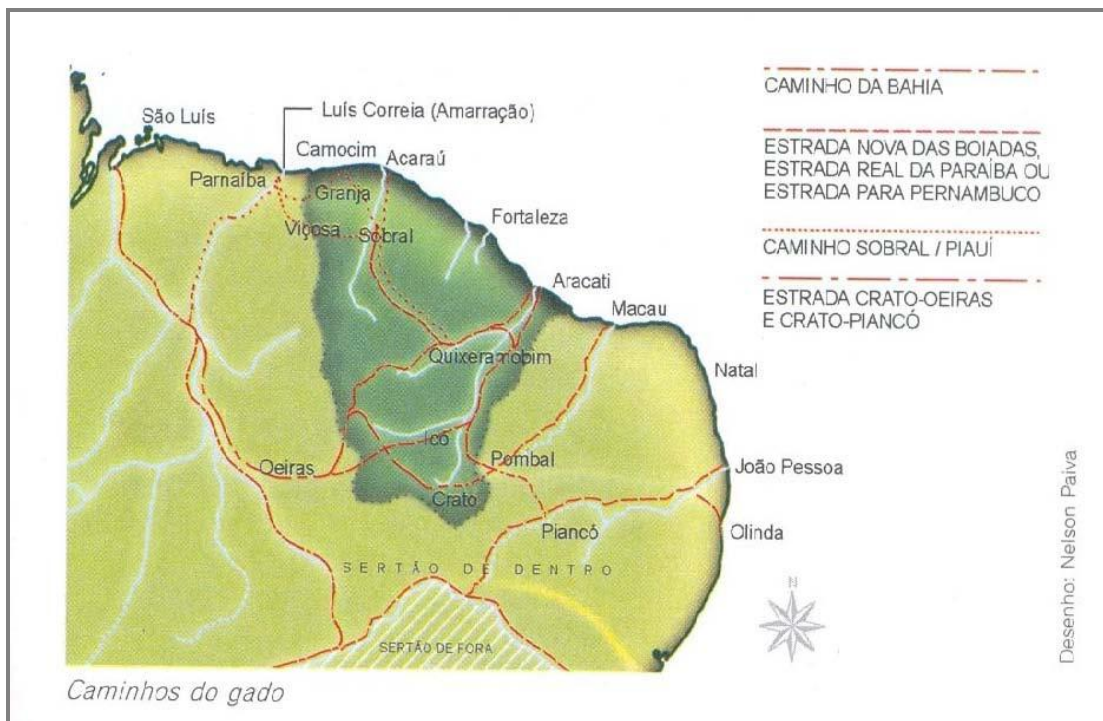 São Luís
Luís Correia (Amarração)
Camocim
Acaraú
Parnaíba
Granja
Viçosa
Sobral
Fortaleza
Aracati
Macau
Quixeramobim
Natal
Icó
Oeiras
Pombal
João Pessoa
Crato
Piancó
Olinda
SERTÃO DE DENTRO
SERTÃO DE FORA
N
CAMINHO DA BAHIA
ESTRADA NOVA DAS BOIADAS,
ESTRADA REAL DA PARAÍBA OU
ESTRADA PARA PERNAMBUCO
CAMINHO SOBRAL / PIAUÍ
ESTRADA CRATO-OEIRAS
E CRATO-PIANCÓ
Desenho: Nelson Paiva
Caminhos do gado